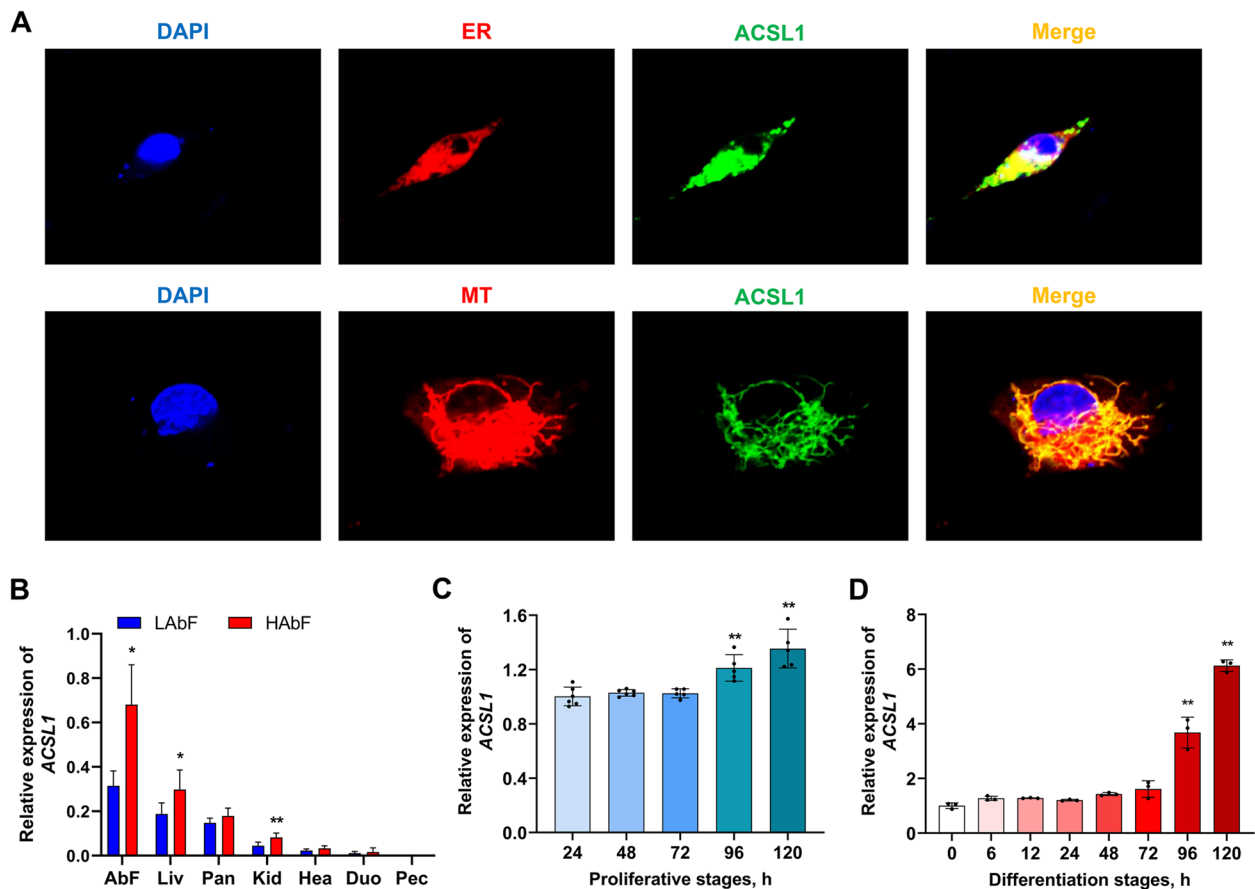 A
DAPI ER ACSL1 Merge
DAPI MT ACSL1 Merge
B
LAbF HAbF
Relative expression of
ACSL1
1.0
0.8
0.6
0.4
0.2
0.0
* * **
AbF Liv Pan Kid Hea Duo Pec
C
Relative expression of
ACSL1
1.6
1.2
0.8
0.4
0.0
** **
24 48 72 96 120
Proliferative stages, h
D
Relative expression of
ACSL1
8
6
4
2
0
** **
0 6 12 24 48 72 96 120
Differentiation stages, h